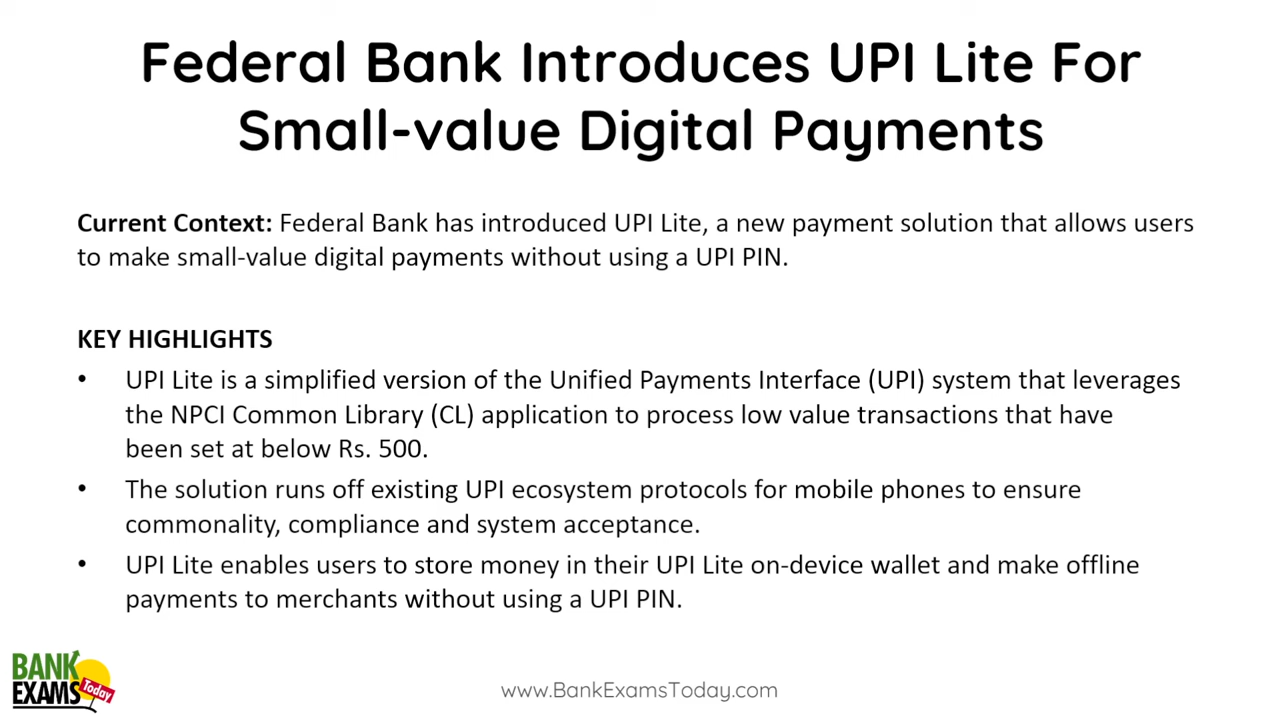 Federal Bank Introduces UPI Lite For
Small-value Digital Payments
Current Context: Federal Bank has introduced UPI Lite, a new payment solution that allows users
to make small-value digital payments without using a UPI PIN.
KEY HIGHLIGHTS
• UPI Lite is a simplified version of the Unified Payments Interface (UPI) system that leverages
the NPCI Common Library (CL) application to process low value transactions that have
been set at below Rs. 500.
• The solution runs off existing UPI ecosystem protocols for mobile phones to ensure
commonality, compliance and system acceptance.
• UPI Lite enables users to store money in their UPI Lite on-device wallet and make offline
payments to merchants without using a UPI PIN.
BANK
EXAMS Today
www.BankExamsToday.com